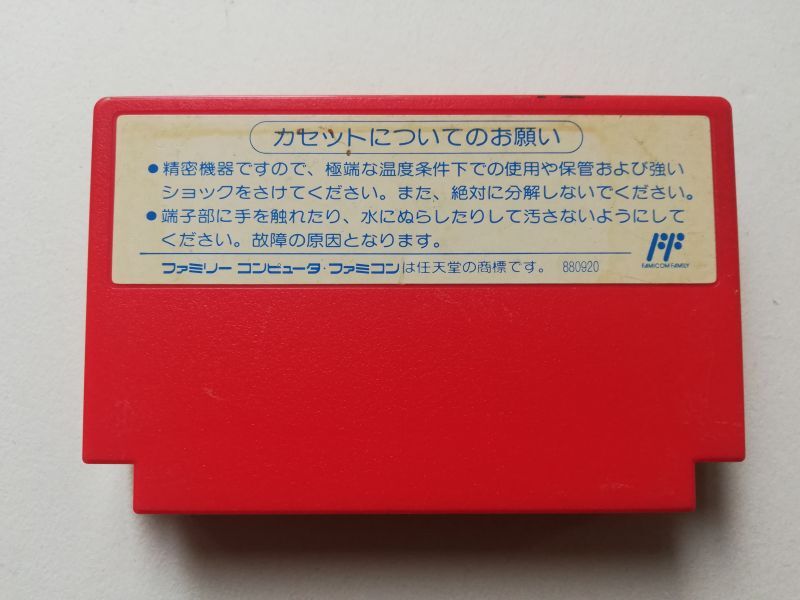 カセットについてのお願い
●精密機器ですので、極端な温度条件下での使用や保管および強い
ショックをさけてください。また、絶対に分解しないでください。
●端子部に手を触れたり、水にぬらしたりして汚さないようにして
ください。故障の原因となります。
ファミリーコンピュータ・ファミコンは任天堂の商標です。 880920
FAMICOM FAMILY